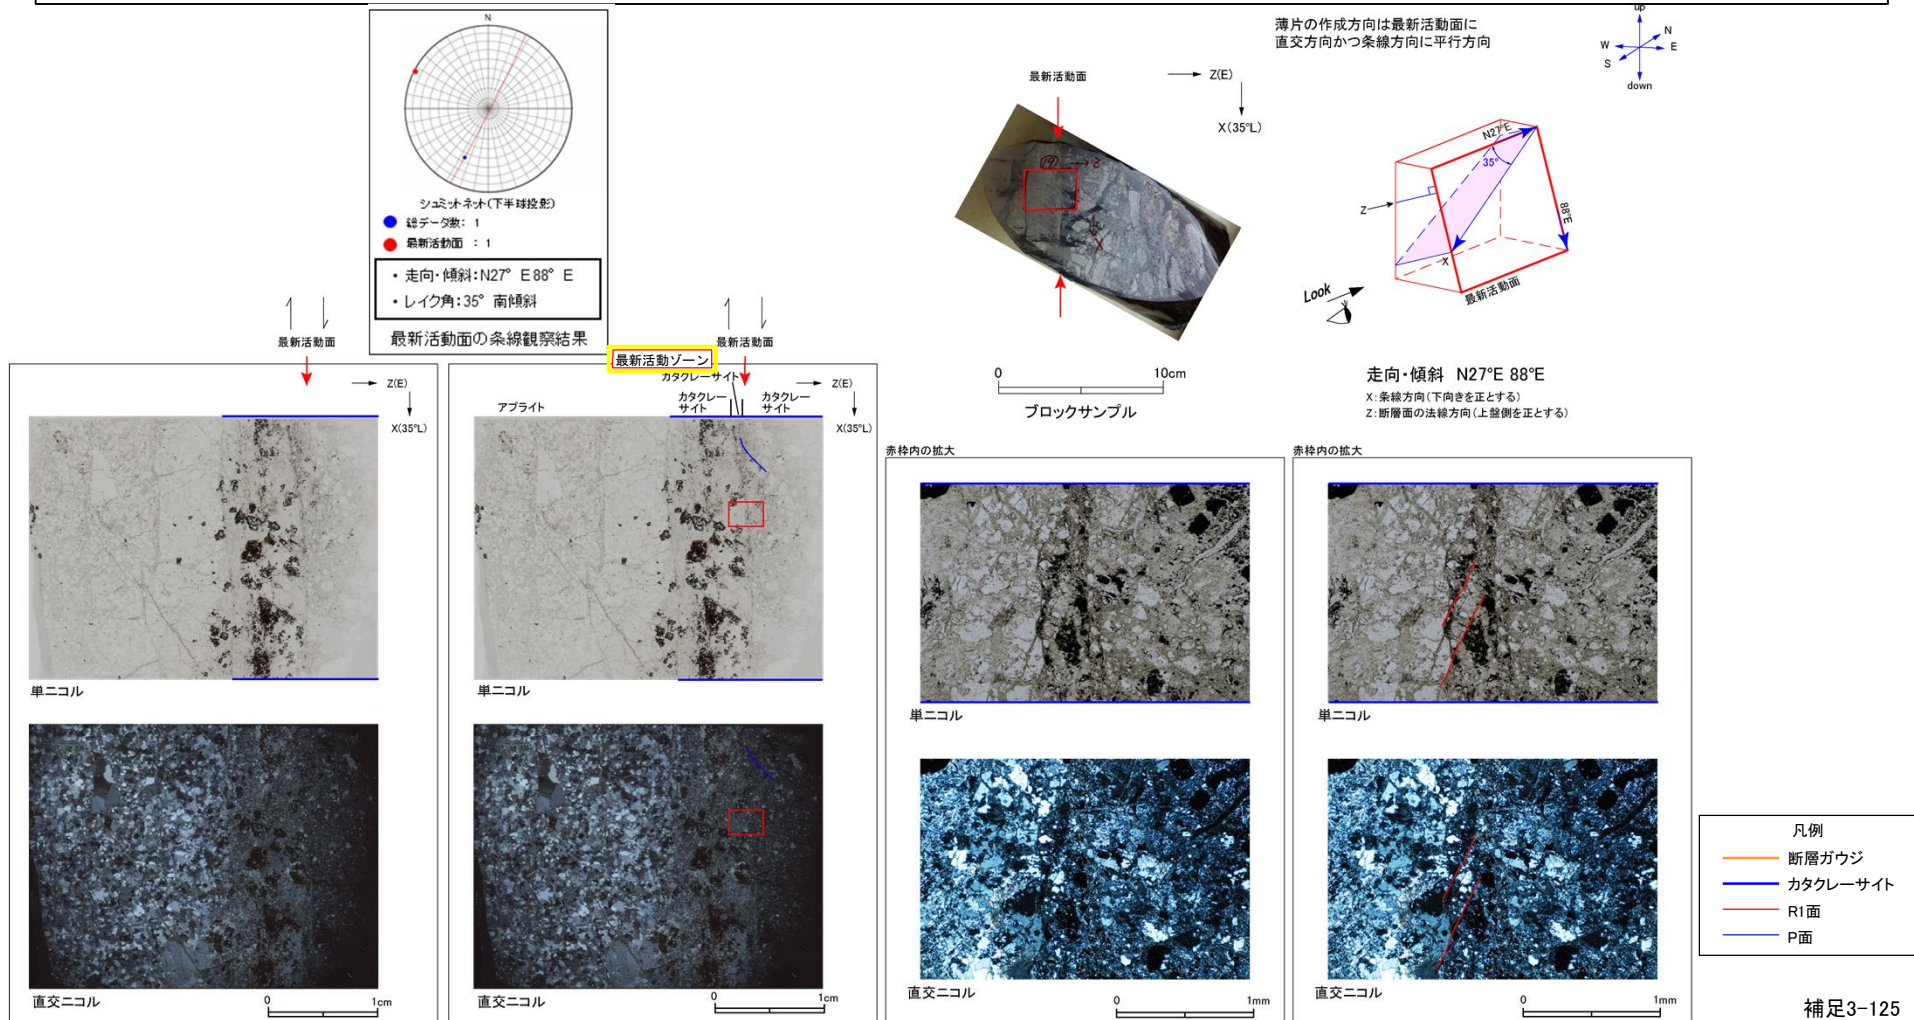 N
シュミットネット(下半球投影)
総データ数: 1
最新活動面 : 1
・走向・傾斜:N27° E 88° E
・レイク角:35° 南傾斜
最新活動面の条線観察結果
薄片の作成方向は最新活動面に
直交方向かつ条線方向に平行方向
up
N
W
E
S
down
最新活動面
Z(E)
X(35°L)
⑲ →z
X
0
10cm
ブロックサンプル
N27°E
35°
88°E
Z
X
最新活動面
Look
走向・傾斜 N27°E 88°E
X:条線方向(下向きを正とする)
Z:断層面の法線方向(上盤側を正とする)
最新活動面
Z(E)
X(35°L)
単ニコル
直交ニコル
0
1cm
最新活動面
最新活動ゾーン
カタクレーサイト
アプライト
カタクレー
サイト
カタクレー
サイト
Z(E)
X(35°L)
単ニコル
直交ニコル
0
1cm
赤枠内の拡大
単ニコル
直交ニコル
0
1mm
赤枠内の拡大
単ニコル
直交ニコル
0
1mm
凡例
断層ガウジ
カタクレーサイト
R1面
P面
補足3-125